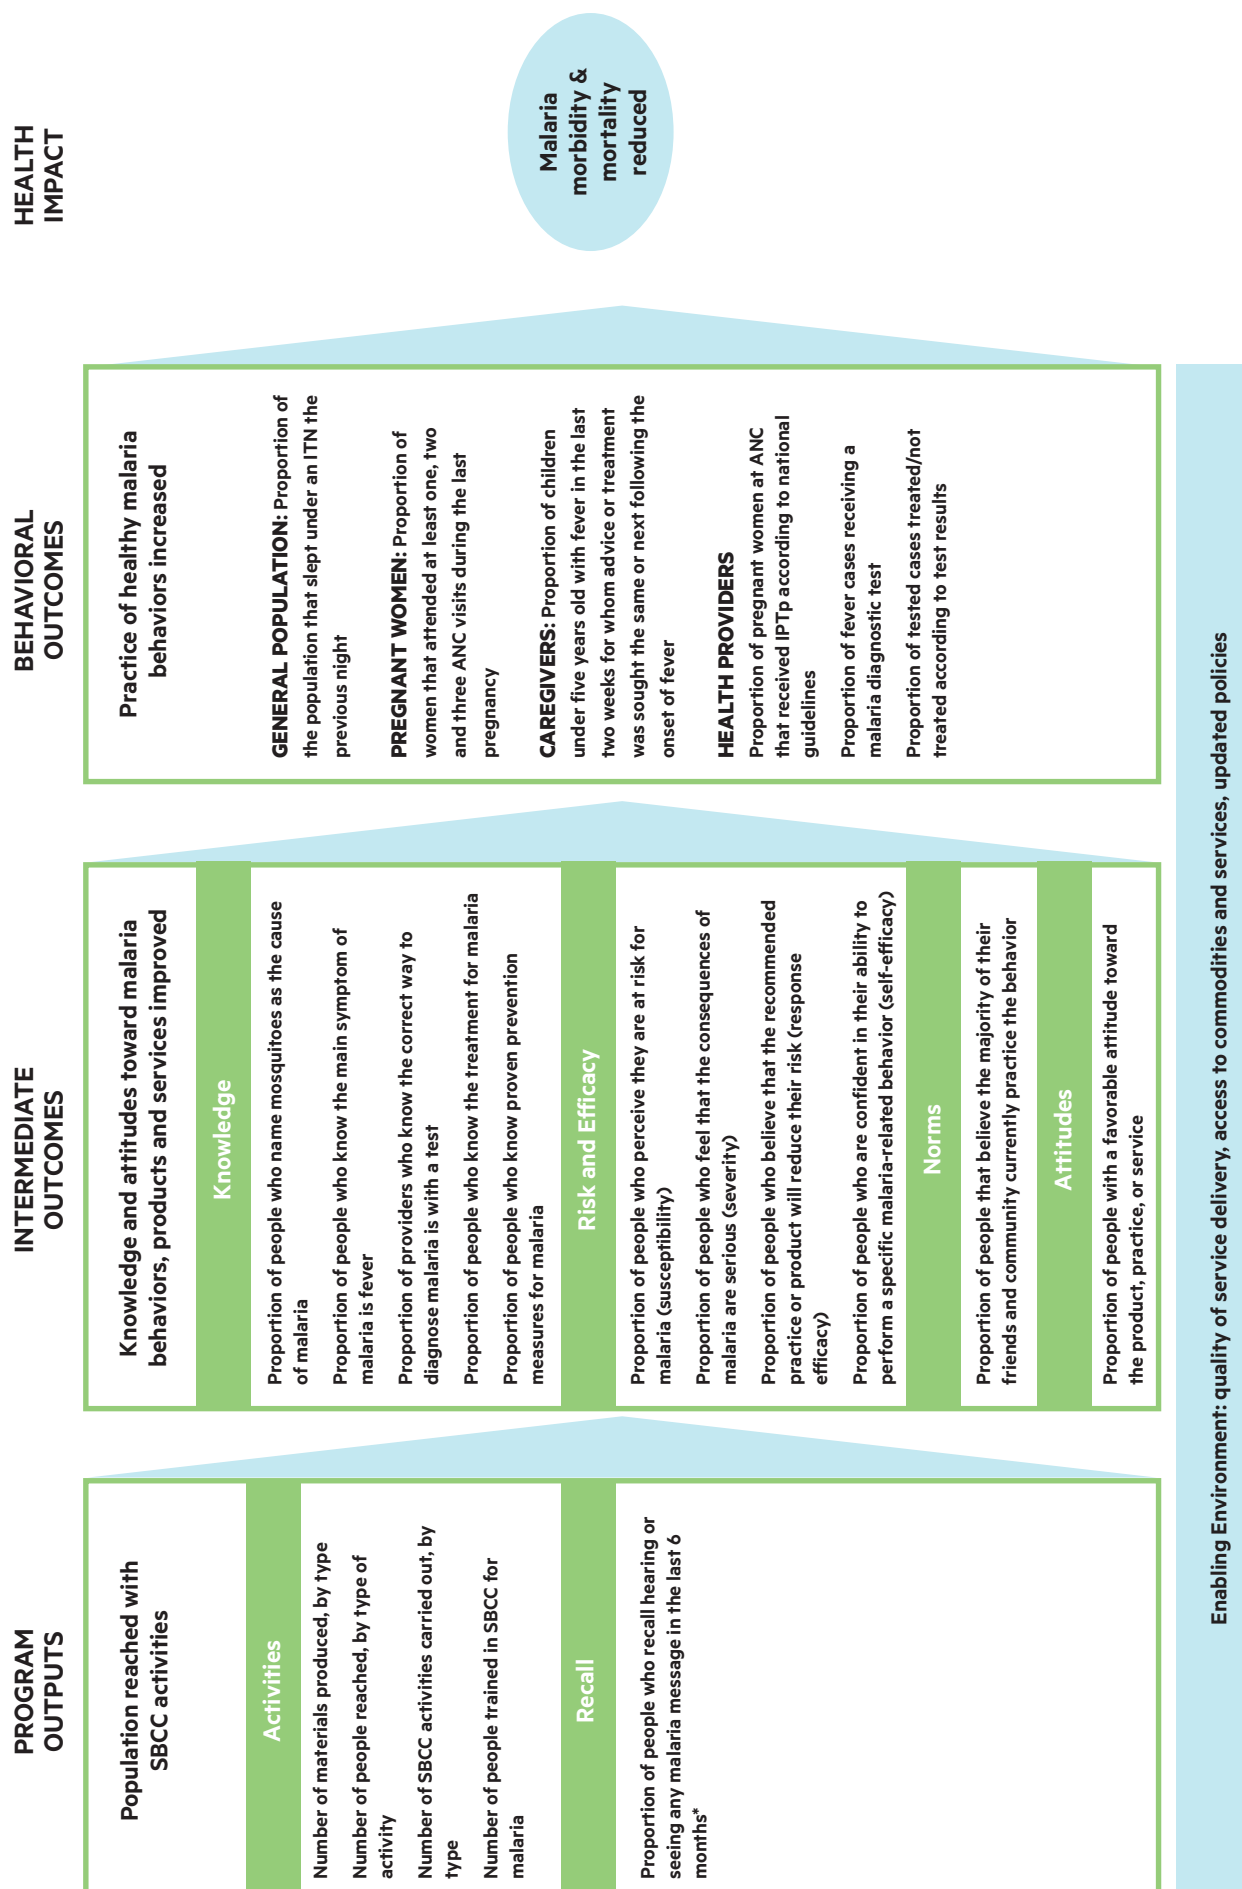 PROGRAM
OUTPUTS
Population reached with
SBCC activities
Activities
Number of materials produced, by type
Number of people reached, by type of
activity
Number of SBCC activities carried out, by
type
Number of people trained in SBCC for
malaria
Recall
Proportion of people who recall hearing or
seeing any malaria message in the last 6
months*
INTERMEDIATE
OUTCOMES
Knowledge and attitudes toward malaria
behaviors, products and services improved
Knowledge
Proportion of people who name mosquitoes as the cause
of malaria
Proportion of people who know the main symptom of
malaria is fever
Proportion of providers who know the correct way to
diagnose malaria is with a test
Proportion of people who know the treatment for malaria
Proportion of people who know proven prevention
measures for malaria
Risk and Efficacy
Proportion of people who perceive they are at risk for
malaria (susceptibility)
Proportion of people who feel that the consequences of
malaria are serious (severity)
Proportion of people who believe that the recommended
practice or product will reduce their risk (response
efficacy)
Proportion of people who are confident in their ability to
perform a specific malaria-related behavior (self-efficacy)
Norms
Proportion of people that believe the majority of their
friends and community currently practice the behavior
Attitudes
Proportion of people with a favorable attitude toward
the product, practice, or service
BEHAVIORAL
OUTCOMES
Practice of healthy malaria
behaviors increased
GENERAL POPULATION: Proportion of
the population that slept under an ITN the
previous night
PREGNANT WOMEN: Proportion of
women that attended at least one, two
and three ANC visits during the last
pregnancy
CAREGIVERS: Proportion of children
under five years old with fever in the last
two weeks for whom advice or treatment
was sought the same or next following the
onset of fever
HEALTH PROVIDERS
Proportion of pregnant women at ANC
that received IPTp according to national
guidelines
Proportion of fever cases receiving a
malaria diagnostic test
Proportion of tested cases treated/not
treated according to test results
HEALTH
IMPACT
Malaria
morbidity &
mortality
reduced
Enabling Environment: quality of service delivery, access to commodities and services, updated policies